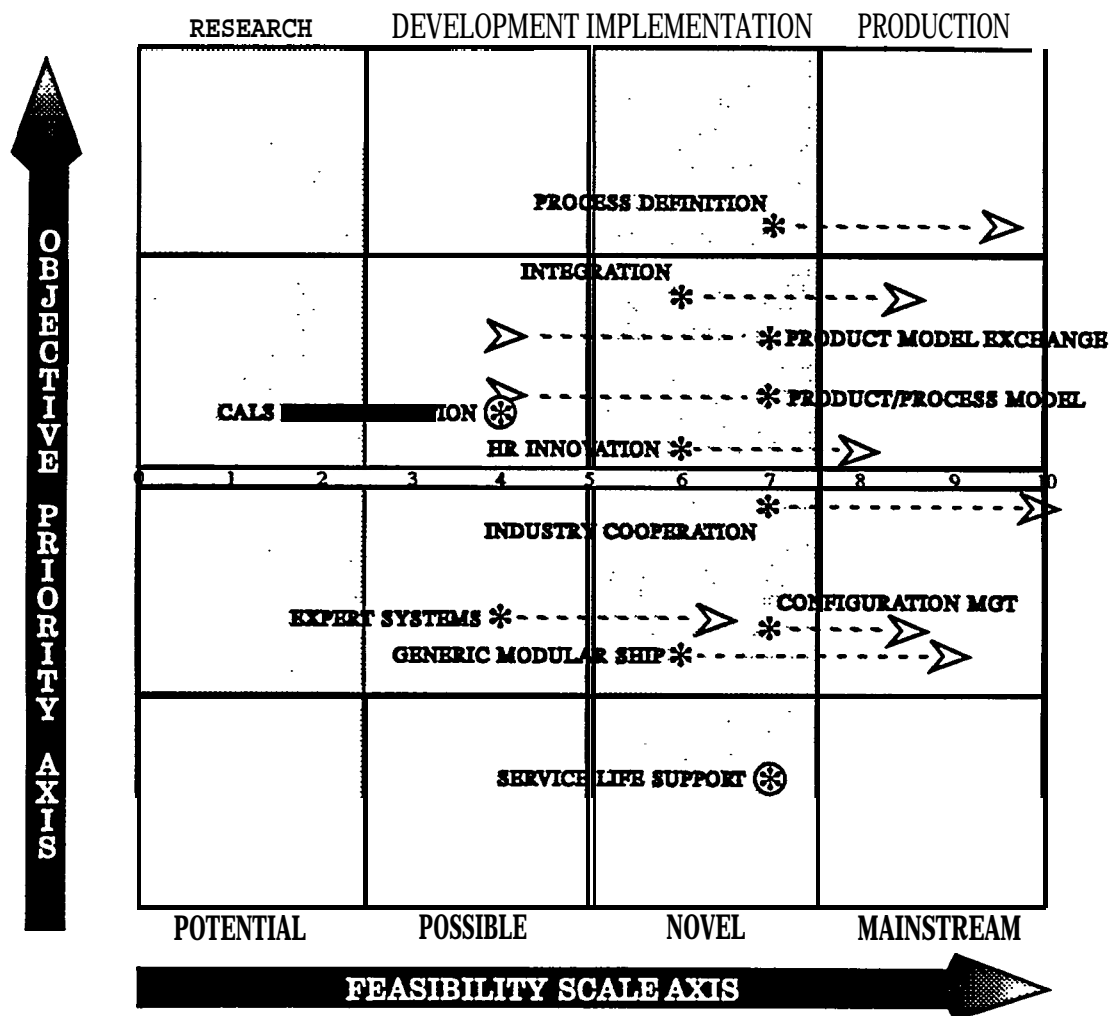 RESEARCH DEVELOPMENT IMPLEMENTATION PRODUCTION
PROCESS DEFINITION
INTEGRATION
PRODUCT MODEL EXCHANGE
PRODUCT/PROCESS MODEL
CALS ION
HR INNOVATION
0 1 2 3 4 5 6 7 8 9 10
INDUSTRY COOPERATION
CONFIGURATION MGT
EXPERT SYSTEMS
GENERIC MODULAR SHIP
SERVICE LIFE SUPPORT
POTENTIAL POSSIBLE NOVEL MAINSTREAM
FEASIBILITY SCALE AXIS
OBJECTIVE PRIORITY AXIS